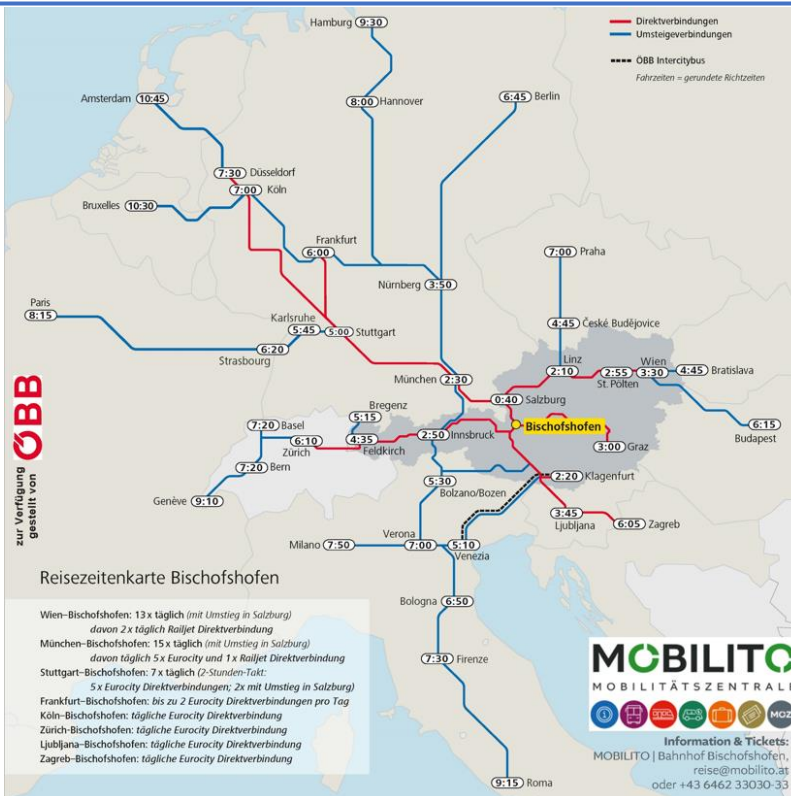 Hamburg 9:30
Direktverbindungen
Umsteigeverbindungen
ÖBB Intercitybus
Fahrzeiten = gerundete Richtzeiten
Amsterdam 10:45
8:00 Hannover
6:45 Berlin
7:30 Düsseldorf
7:00 Köln
Bruxelles 10:30
Frankfurt
6:00
7:00 Praha
Nürnberg 3:50
Paris
8:15
Karlsruhe
5:45
5:00 Stuttgart
4:45 České Budějovice
6:20
Strasbourg
München 2:30
Linz
2:10
2:55
St. Pölten
Wien
3:30
4:45 Bratislava
0:40 Salzburg
Bregenz
5:15
Bischofshofen
6:15
Budapest
7:20 Basel
6:10
Zürich
4:35
Feldkirch
2:50 Innsbruck
3:00 Graz
7:20
Bern
5:30
Bolzano/Bozen
2:20 Klagenfurt
Genève
9:10
3:45
Ljubljana
6:05 Zagreb
Milano 7:50
Verona
7:00
5:10
Venezia
Bologna 6:50
7:30 Firenze
9:15 Roma
zur Verfügung
gestellt von
ÖBB
Reisezeitenkarte Bischofshofen
Wien–Bischofshofen: 13 x täglich (mit Umstieg in Salzburg)
davon 2 x täglich Railjet Direktverbindung
München–Bischofshofen: 15 x täglich (mit Umstieg in Salzburg)
davon täglich 5 x Eurocity und 1 x Railjet Direktverbindung
Stuttgart–Bischofshofen: 7 x täglich (2-Stunden-Takt:
5 x Eurocity Direktverbindungen; 2x mit Umstieg in Salzburg)
Frankfurt–Bischofshofen: bis zu 2 Eurocity Direktverbindungen pro Tag
Köln–Bischofshofen: tägliche Eurocity Direktverbindung
Zürich–Bischofshofen: tägliche Eurocity Direktverbindung
Ljubljana–Bischofshofen: tägliche Eurocity Direktverbindung
Zagreb–Bischofshofen: tägliche Eurocity Direktverbindung
MOBILITO
MOBILITÄTSZENTRALE
MOZ
Information & Tickets:
MOBILITO | Bahnhof Bischofshofen,
reise@mobilito.at
oder +43 6462 33030-33